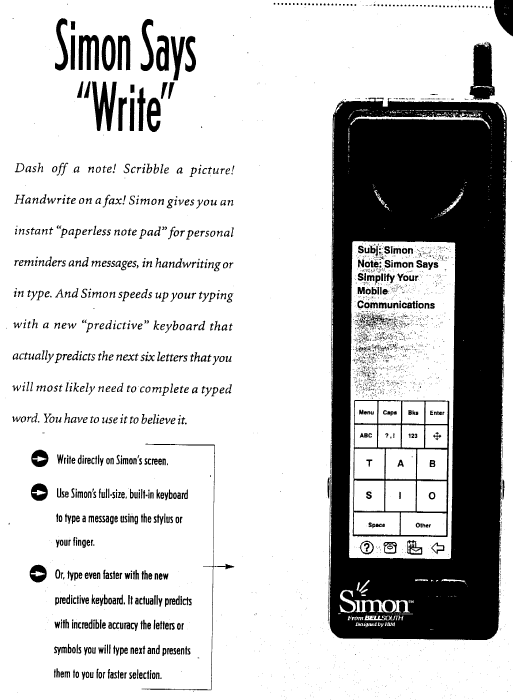 Simon Says
"Write"
Dash off a note! Scribble a picture!
Handwrite on a fax! Simon gives you an
instant "paperless note pad" for personal
reminders and messages, in handwriting or
in type. And Simon speeds up your typing
with a new "predictive" keyboard that
actually predicts the next six letters that you
will most likely need to complete a typed
word. You have to use it to believe it.
Write directly on Simon's screen.
Use Simon's full-size, built-in keyboard
to type a message using the stylus or
your finger.
Or, type even faster with the new
predictive keyboard. It actually predicts
with incredible accuracy the letters or
symbols you will type next and presents
them to you for faster selection.
Subj: Simon
Note: Simon Says
Simplify Your
Mobile
Communications
Menu Caps Bks Enter
ABC ? , ! 123
T A B
S I O
Space Other
?
Simon™
From BELLSOUTH
Designed by IBM